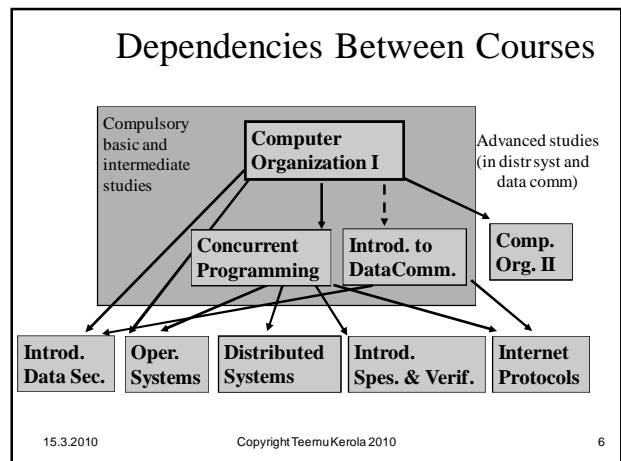 Dependencies Between Courses
Compulsory
basic and
intermediate
studies
Computer
Organization I
Advanced studies
(in distr syst and
data comm)
Concurrent
Programming
Introd. to
DataComm.
Comp.
Org. II
Introd.
Data Sec.
Oper.
Systems
Distributed
Systems
Introd.
Spes. & Verif.
Internet
Protocols
15.3.2010
Copyright Teemu Kerola 2010
6